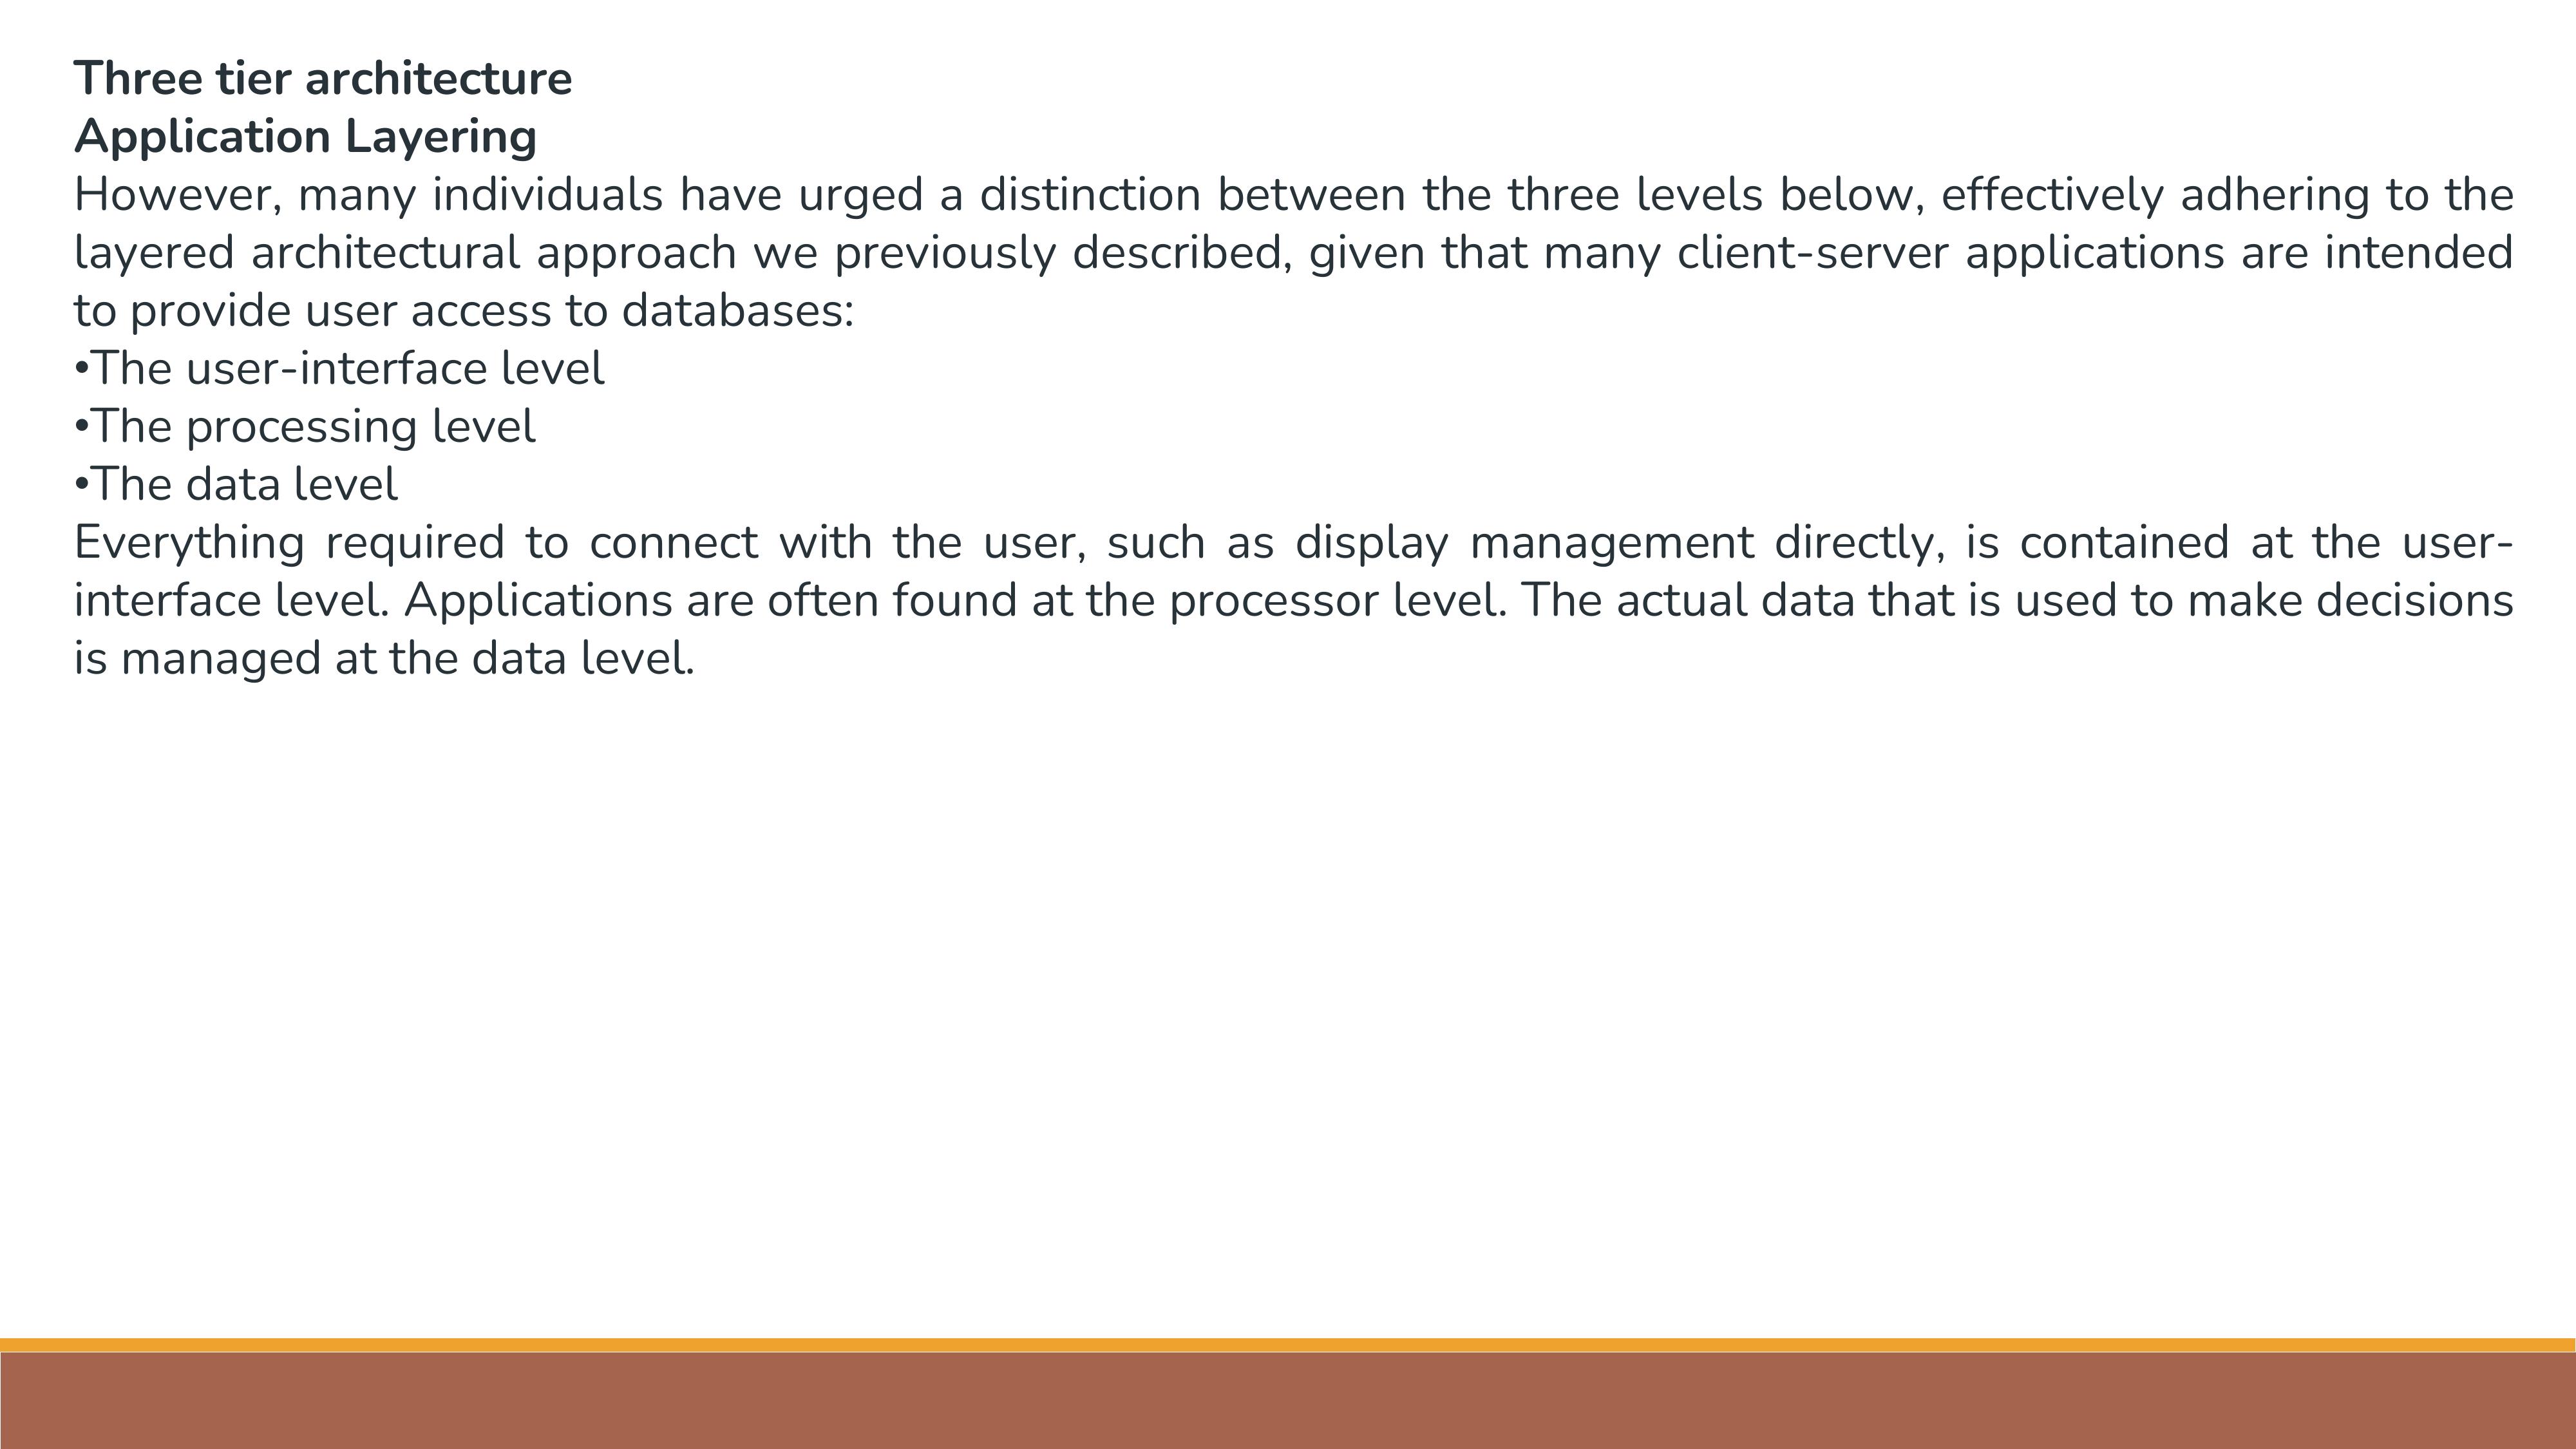 Three tier architecture
Application Layering
However, many individuals have urged a distinction between the three levels below, effectively adhering to the
layered architectural approach we previously described, given that many client-server applications are intended
to provide user access to databases:
•The user-interface level
•The processing level
•The data level
Everything required to connect with the user, such as display management directly, is contained at the user-
interface level. Applications are often found at the processor level. The actual data that is used to make decisions
is managed at the data level.